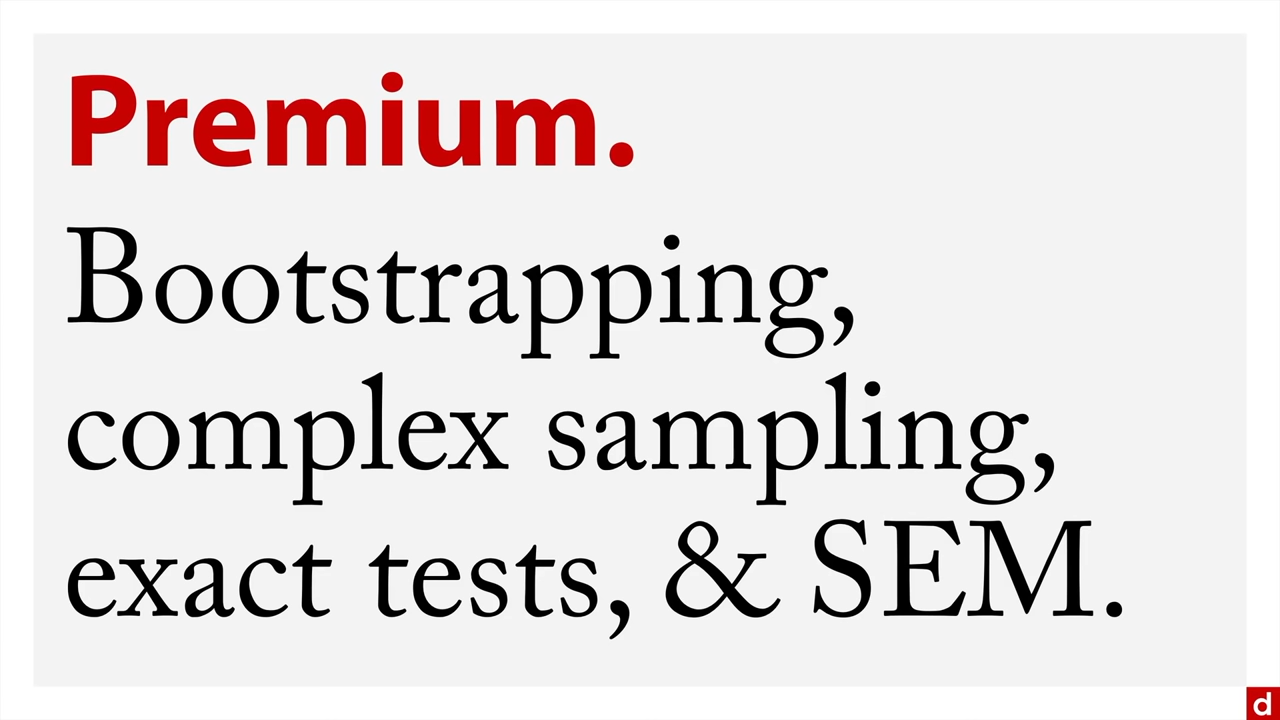 Premium.
Bootstrapping,
complex sampling,
exact tests, & SEM.
d